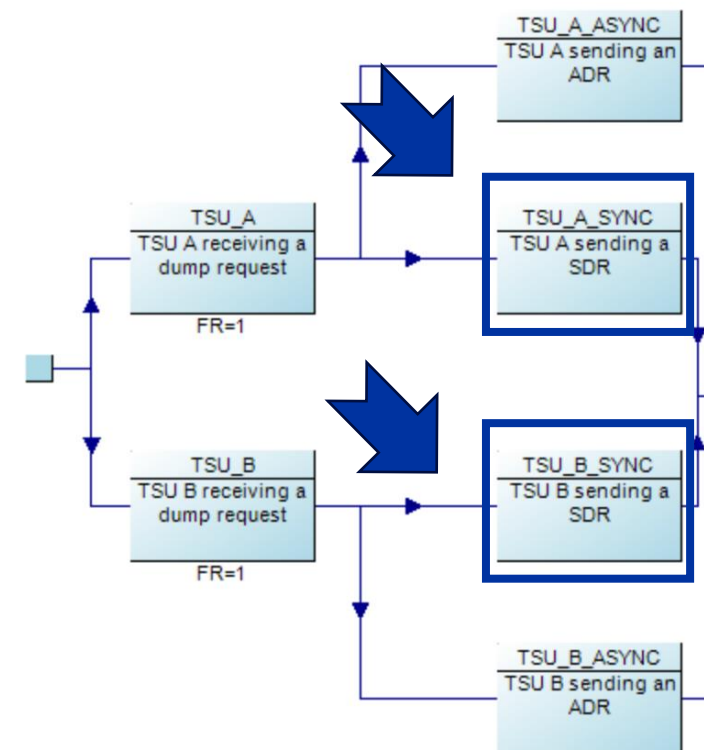 TSU_A_ASYNC
TSU A sending an
ADR
TSU_A
TSU A receiving a
dump request
FR=1
TSU_A_SYNC
TSU A sending a
SDR
TSU_B
TSU B receiving a
dump request
FR=1
TSU_B_SYNC
TSU B sending a
SDR
TSU_B_ASYNC
TSU B sending an
ADR